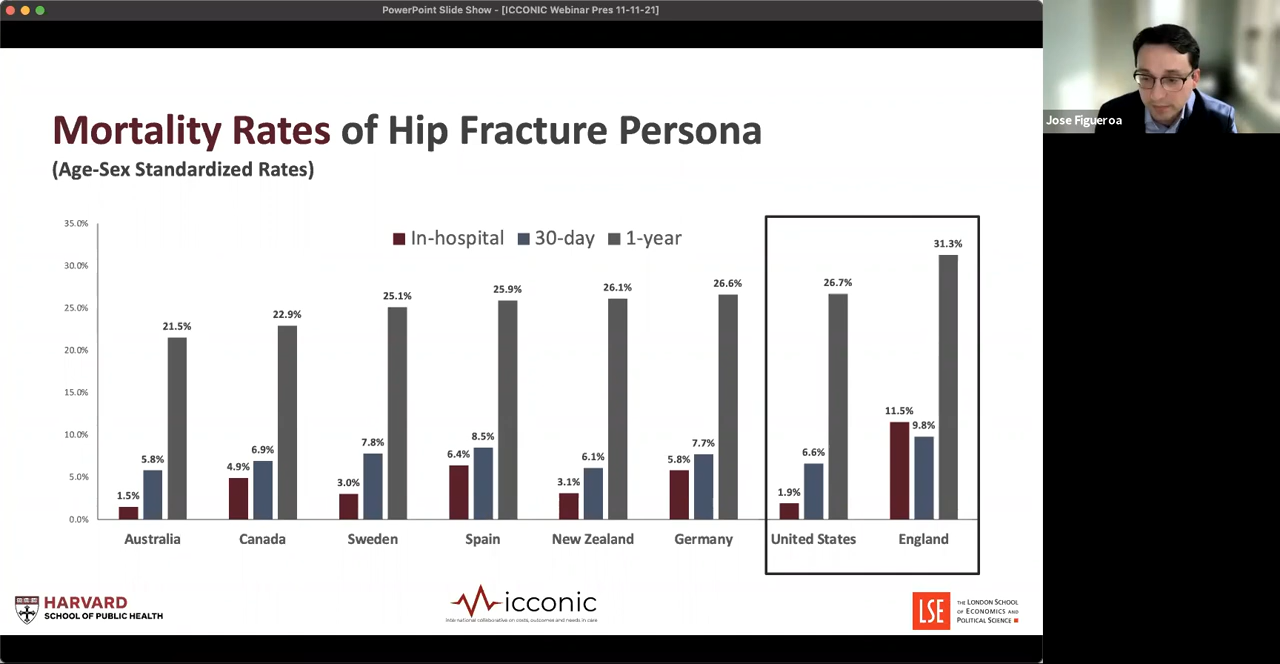 PowerPoint Slide Show - [ICCONIC Webinar Pres 11-11-21]
Jose Figueroa
Mortality Rates of Hip Fracture Persona
(Age-Sex Standardized Rates)
In-hospital 30-day 1-year
35.0%
30.0%
25.0%
20.0%
15.0%
10.0%
5.0%
0.0%
1.5% 5.8% 21.5%
4.9% 6.9% 22.9%
3.0% 7.8% 25.1%
6.4% 8.5% 25.9%
3.1% 6.1% 26.1%
5.8% 7.7% 26.6%
1.9% 6.6% 26.7%
11.5% 9.8% 31.3%
Australia Canada Sweden Spain New Zealand Germany United States England
HARVARD
SCHOOL OF PUBLIC HEALTH
icconic
International collaborative on costs, outcomes and needs in care
LSE
THE LONDON SCHOOL
OF ECONOMICS AND
POLITICAL SCIENCE